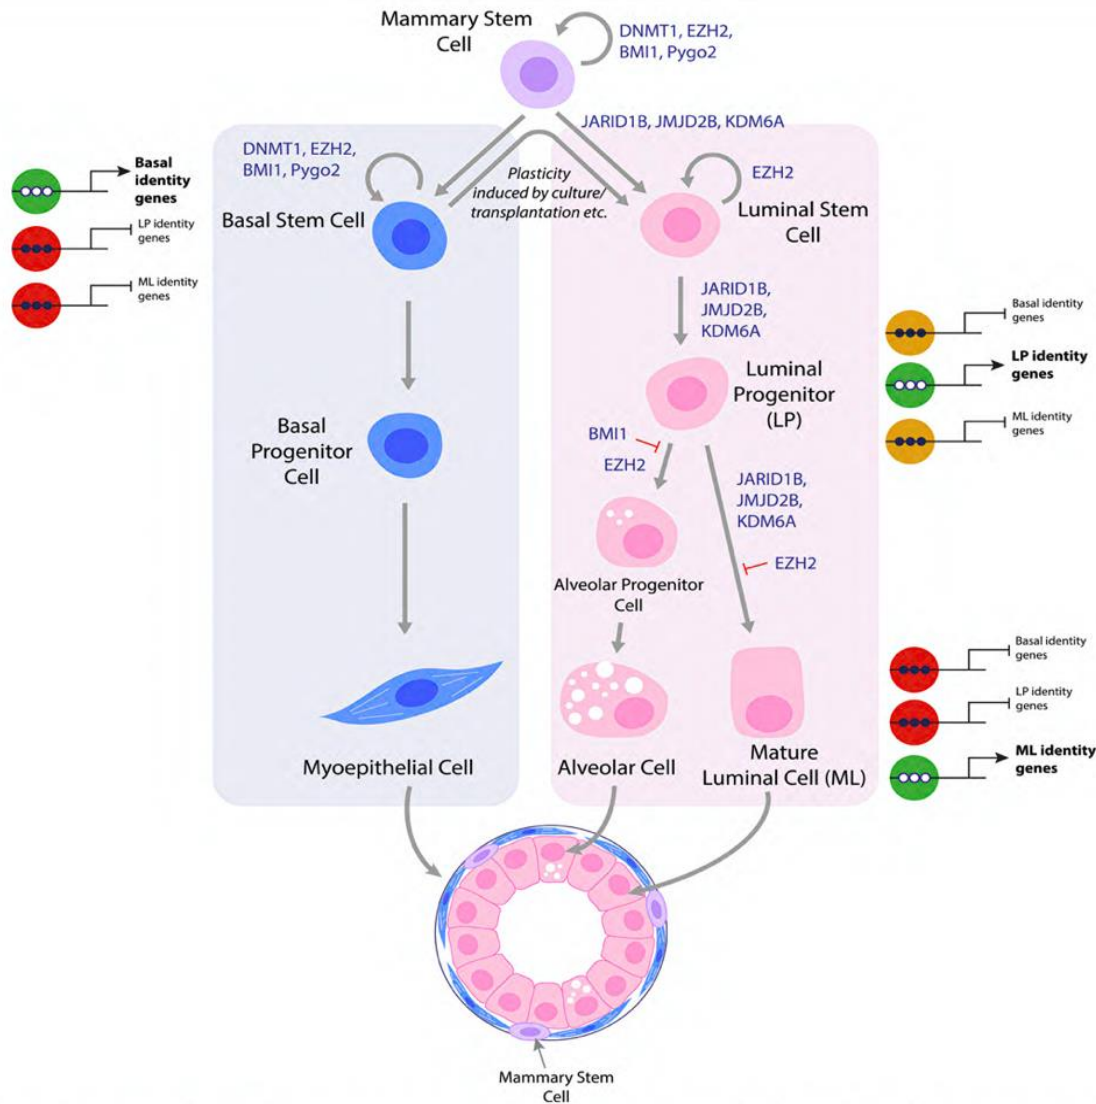 Mammary Stem
Cell
DNMT1, EZH2,
BMI1, Pygo2
JARID1B, JMJD2B, KDM6A
DNMT1, EZH2,
BMI1, Pygo2
Basal Stem Cell
Plasticity
induced by culture/
transplantation etc.
EZH2
Luminal Stem
Cell
Basal
identity
genes
LP identity
genes
ML identity
genes
JARID1B,
JMJD2B,
KDM6A
Luminal
Progenitor
(LP)
Basal identity
genes
LP identity
genes
ML identity
genes
Basal
Progenitor
Cell
BMI1
EZH2
JARID1B,
JMJD2B,
KDM6A
EZH2
Alveolar Progenitor
Cell
Basal identity
genes
LP identity
genes
ML identity
genes
Myoepithelial Cell
Alveolar Cell
Mature
Luminal Cell (ML)
Mammary Stem
Cell